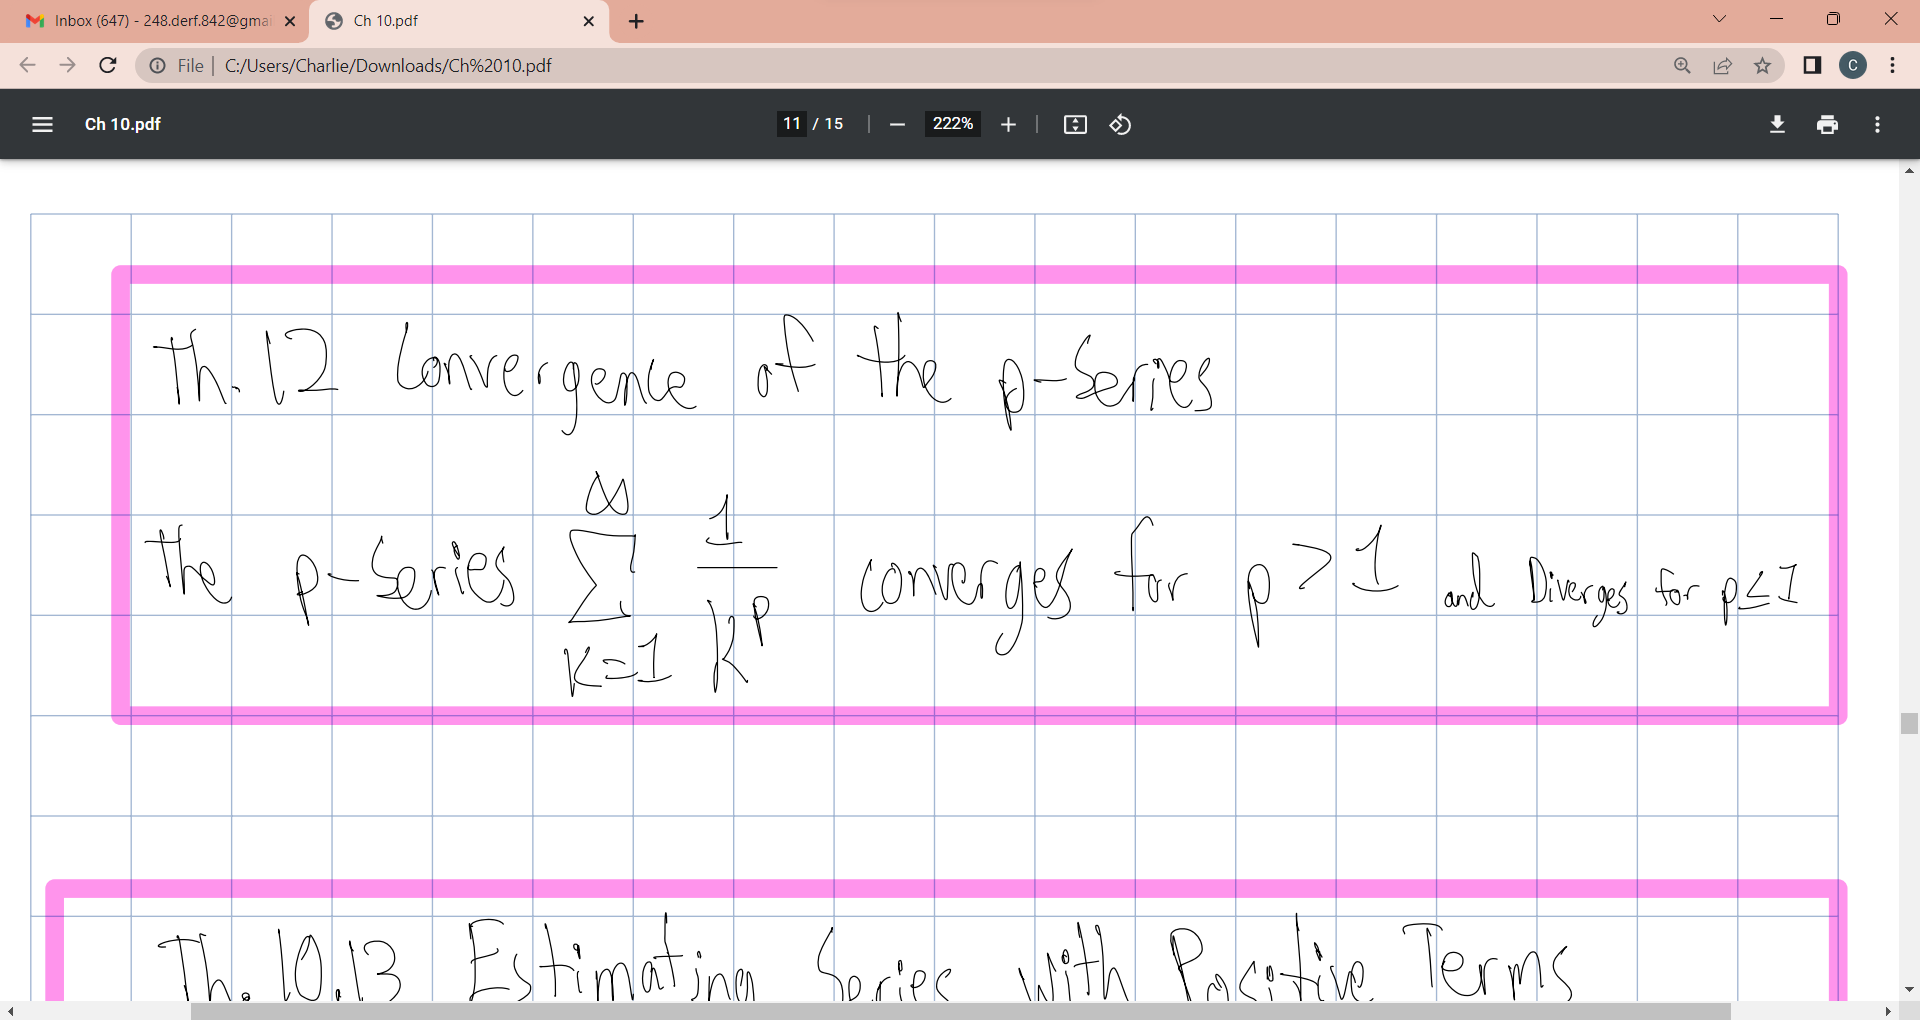 Inbox (647) - 248.derf.842@gmai
Ch 10.pdf
File | C:/Users/Charlie/Downloads/Ch%2010.pdf
C
Ch 10.pdf
11 / 15
222%
Th. 12 Convergence of the p-Series
The p-Series ∞ Σ K=1 1/K^p converges for p > 1 and Diverges for p ≤ 1
Th. 10.13 Estimating Series with Positive Terms